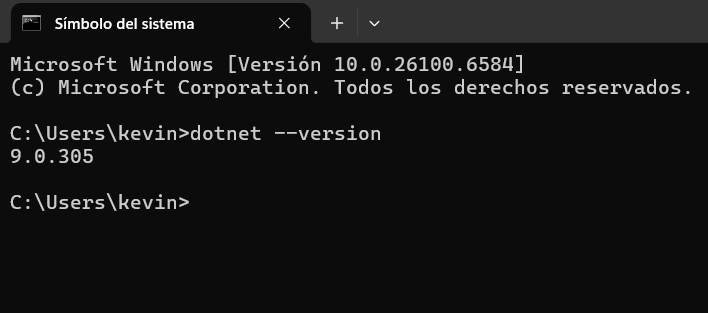 Símbolo del sistema
Microsoft Windows [Versión 10.0.26100.6584]
(c) Microsoft Corporation. Todos los derechos reservados.
C:\Users\kevin>dotnet --version
9.0.305
C:\Users\kevin>